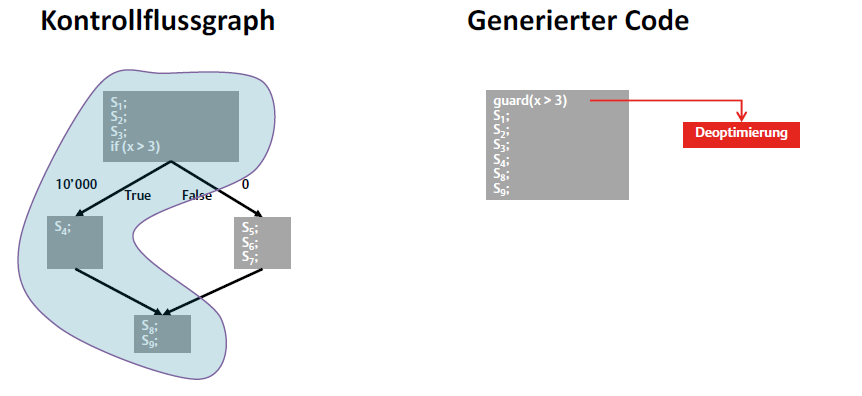 Kontrollflussgraph
S1;
S2;
S3;
if (x > 3)
10'000
True
False
0
S4;
S5;
S6;
S7;
S8;
S9;
Generierter Code
guard(x > 3)
S1;
S2;
S3;
S4;
S8;
S9;
Deoptimierung